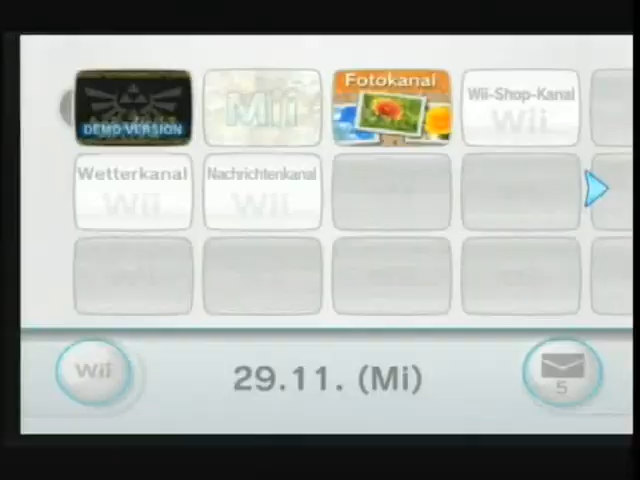 DEMO VERSION
Mii
Fotokanal
Wii-Shop-Kanal
Wii
Wetterkanal
Wii
Nachrichtenkanal
Wii
Wii
29.11. (Mi)
5